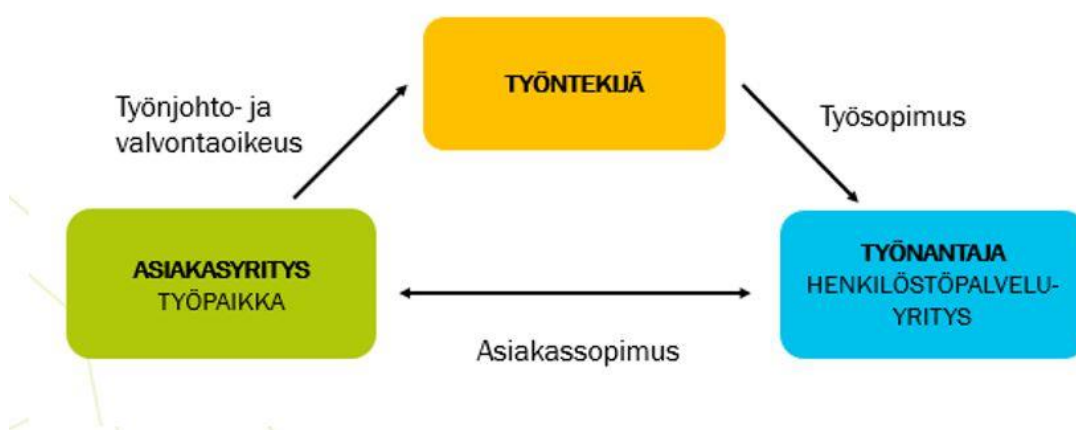 TYÖNTEKIJÄ
Työnjohto- ja
valvontaoikeus
Työsopimus
ASIAKASYRITYS
TYÖPAIKKA
TYÖNANTAJA
HENKILÖSTÖPALVELU-
YRITYS
Asiakassopimus